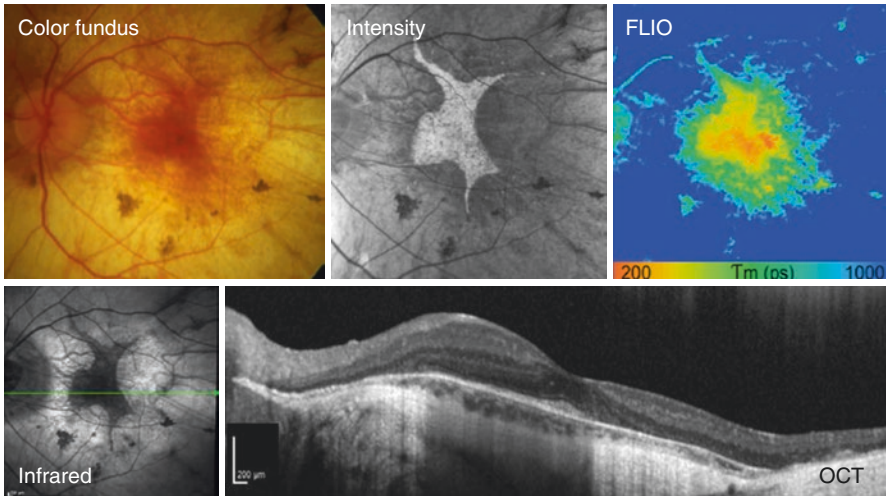 Color fundus
Intensity
FLIO
200 Tm (ps) 1000
Infrared
200 µm
OCT